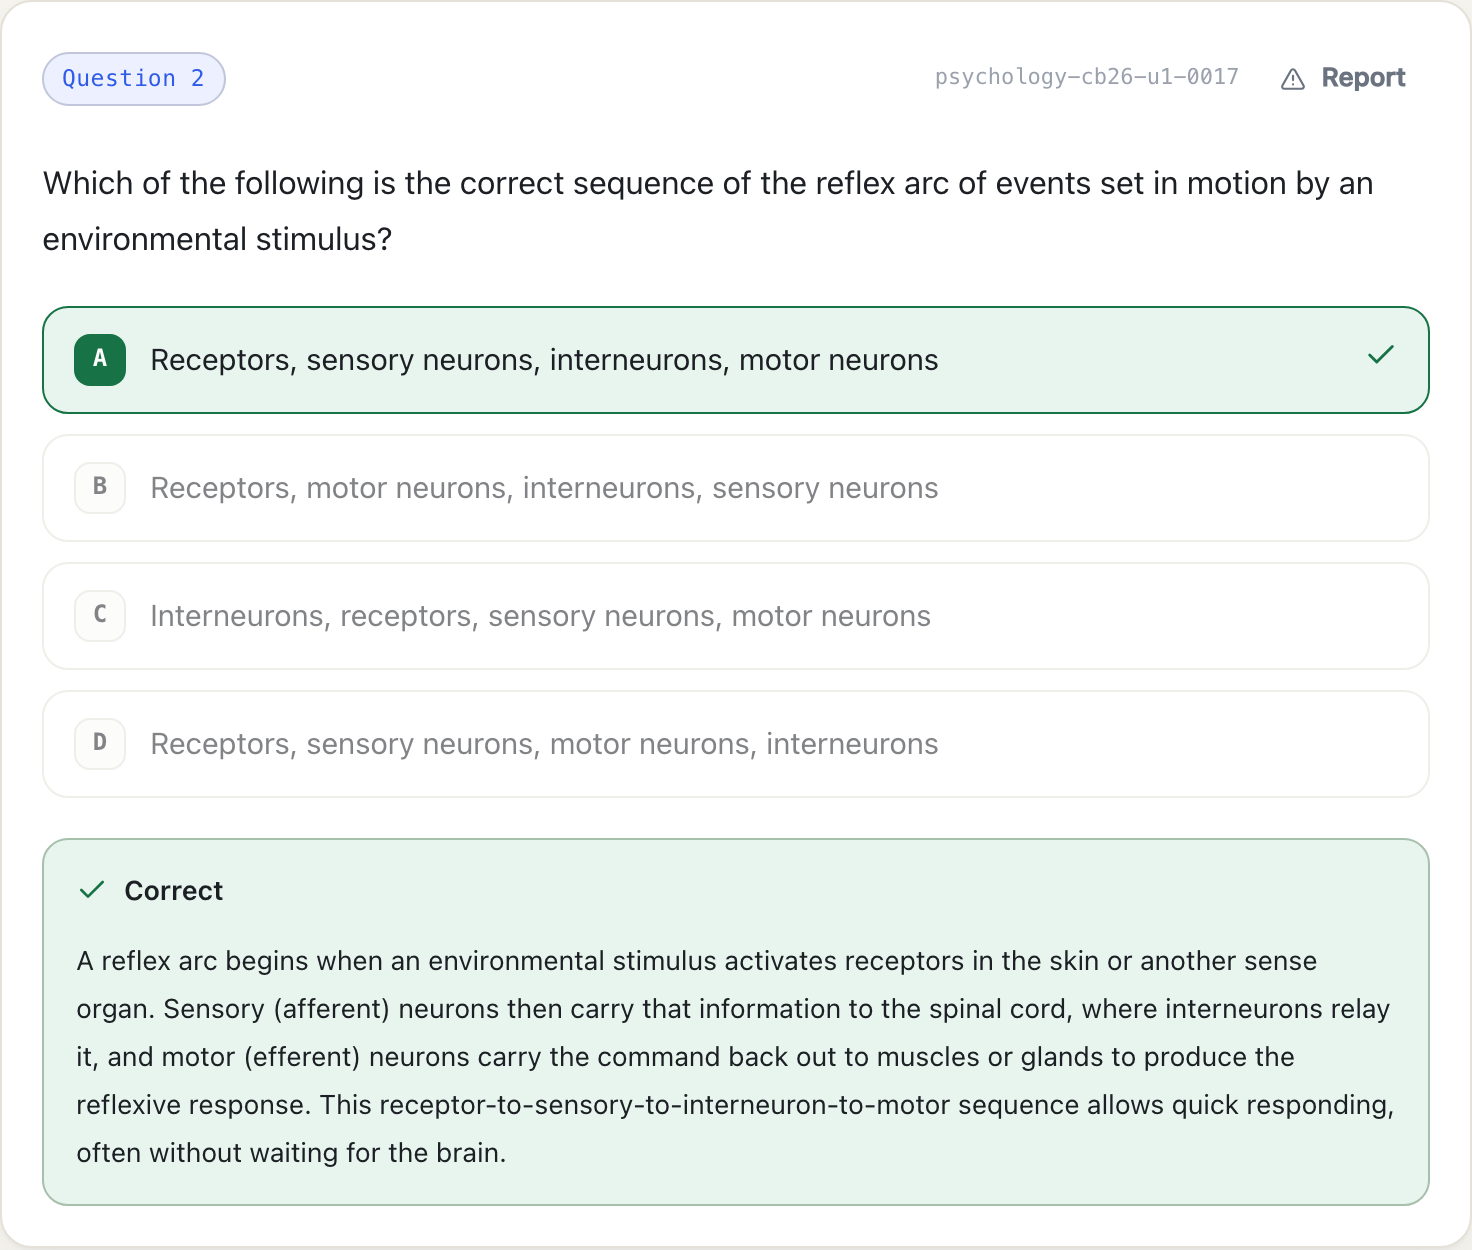 Question 2
psychology-cb26-u1-0017
Report
Which of the following is the correct sequence of the reflex arc of events set in motion by an
environmental stimulus?
A
Receptors, sensory neurons, interneurons, motor neurons
B
Receptors, motor neurons, interneurons, sensory neurons
C
Interneurons, receptors, sensory neurons, motor neurons
D
Receptors, sensory neurons, motor neurons, interneurons
Correct
A reflex arc begins when an environmental stimulus activates receptors in the skin or another sense
organ. Sensory (afferent) neurons then carry that information to the spinal cord, where interneurons relay
it, and motor (efferent) neurons carry the command back out to muscles or glands to produce the
reflexive response. This receptor-to-sensory-to-interneuron-to-motor sequence allows quick responding,
often without waiting for the brain.